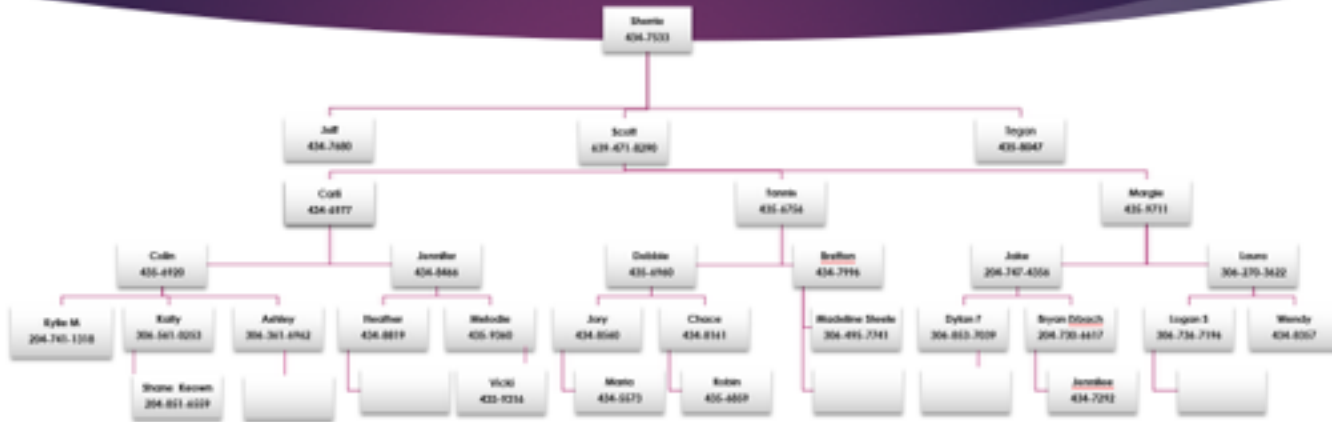 Sherrie
434-7533
Jeff
434-7680
Scott
639-471-8290
Tegan
435-8047
Carli
434-6977
Tannis
435-6756
Margie
435-9711
Colin
435-6920
Jennifer
434-8466
Debbie
435-6960
Bretton
434-7996
Jake
204-747-4356
Laura
306-270-3622
Kylie M
204-741-1318
Kaity
306-561-0253
Ashley
306-361-6962
Heather
434-8819
Melodie
435-9360
Jory
434-8560
Chace
434-8161
Madeline Steele
306-495-7741
Dylan F
306-853-7039
Bryan Elbach
204-730-6617
Logan S
306-736-7196
Wendy
434-8357
Shane Keown
204-851-6559
Vicki
435-9316
Maria
434-5573
Robin
435-6859
Jennilee
434-7292